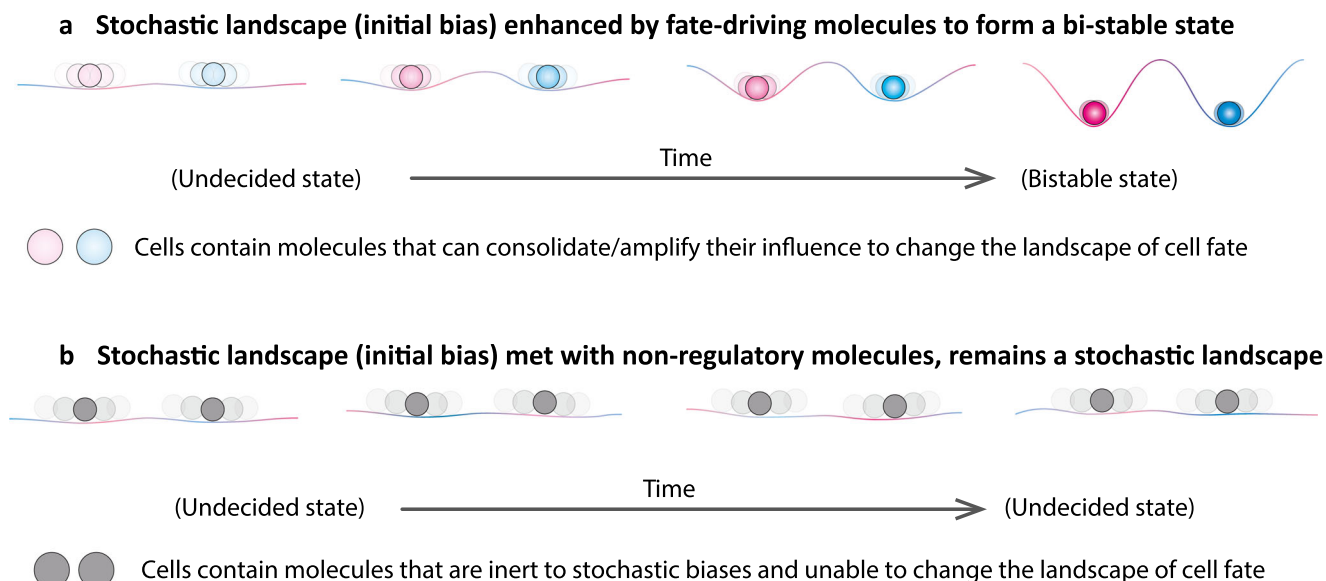 a Stochastic landscape (initial bias) enhanced by fate-driving molecules to form a bi-stable state
Time
(Undecided state)
(Bistable state)
Cells contain molecules that can consolidate/amplify their influence to change the landscape of cell fate
b Stochastic landscape (initial bias) met with non-regulatory molecules, remains a stochastic landscape
Time
(Undecided state)
(Undecided state)
Cells contain molecules that are inert to stochastic biases and unable to change the landscape of cell fate